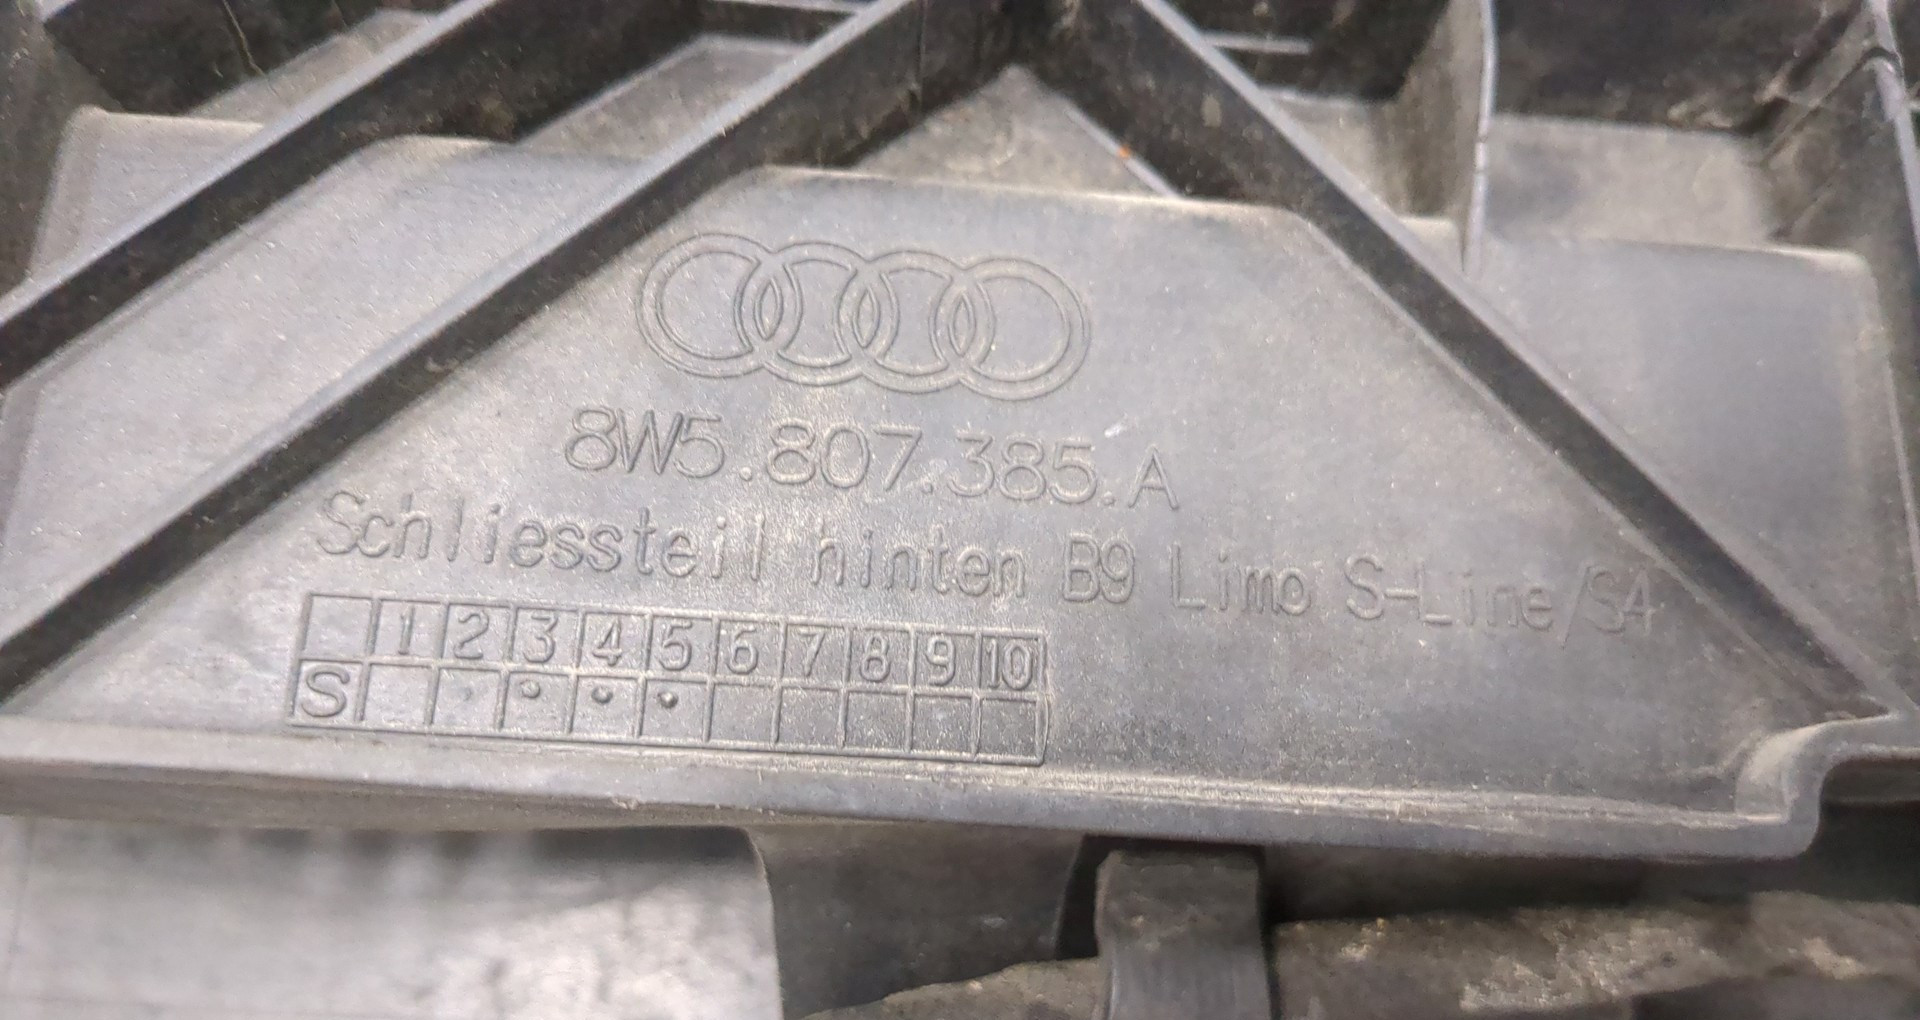 8W5.807.385.A
Schliessteil hinten B9 Limo S-Line/S4
1 2 3 4 5 6 7 8 9 10
S